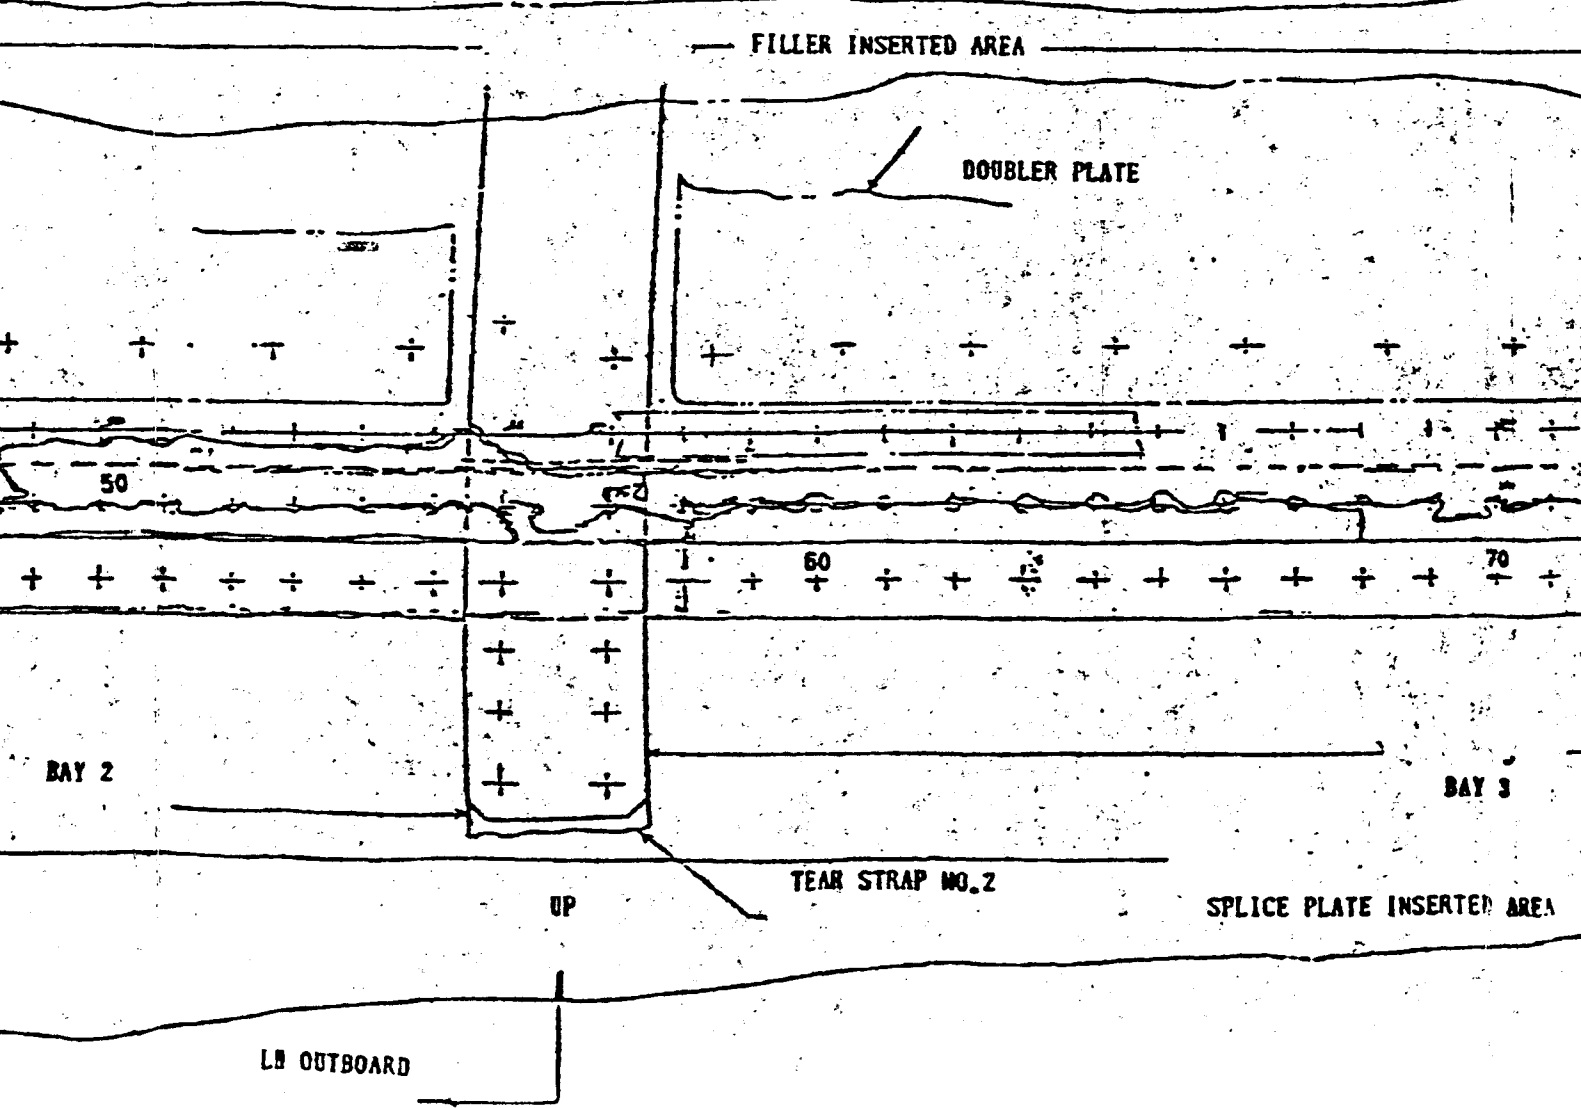 FILLER INSERTED AREA
DOUBLER PLATE
50
60
70
BAY 2
BAY 3
TEAR STRAP NO.2
UP
SPLICE PLATE INSERTED AREA
OUTBOARD